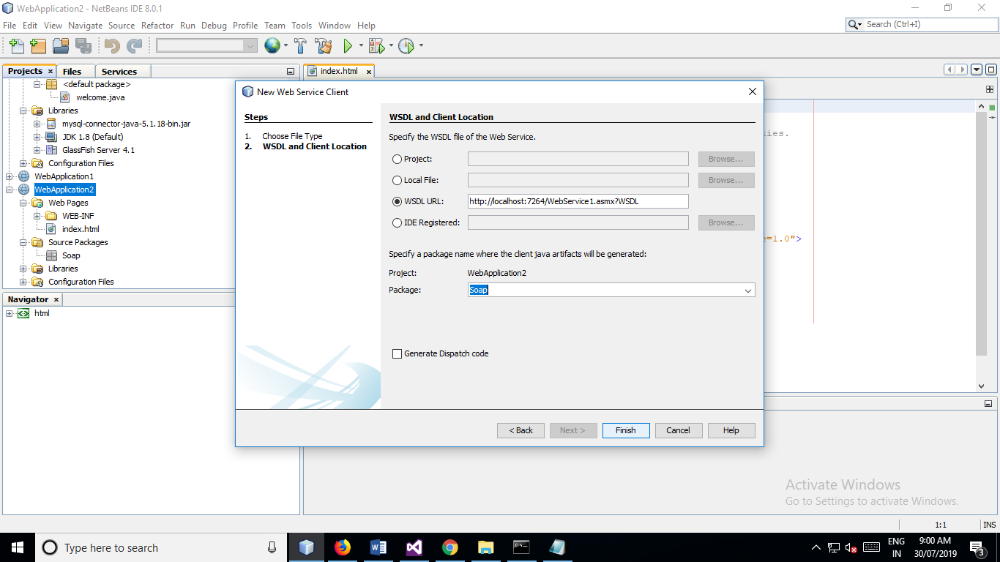 WebApplication2 - NetBeans IDE 8.0.1
File Edit View Navigate Source Refactor Run Debug Profile Team Tools Window Help
Search (Ctrl+I)
Projects Files Services
index.html
<default package>
welcome.java
Libraries
mysql-connector-java-5.1.18-bin.jar
JDK 1.8 (Default)
GlassFish Server 4.1
Configuration Files
WebApplication1
WebApplication2
Web Pages
WEB-INF
index.html
Source Packages
Soap
Libraries
Configuration Files
Navigator
html
New Web Service Client
Steps
1. Choose File Type
2. WSDL and Client Location
WSDL and Client Location
Specify the WSDL file of the Web Service.
Project: Browse...
Local File: Browse...
WSDL URL: http://localhost:7264/WebService1.asmx?WSDL
IDE Registered: Browse...
Specify a package name where the client java artifacts will be generated:
Project: WebApplication2
Package: Soap
Generate Dispatch code
< Back Next > Finish Cancel Help
cies.
e=1.0">
Activate Windows
Go to Settings to activate Windows.
1:1 INS
Type here to search
ENG
IN
9:00 AM
30/07/2019
3